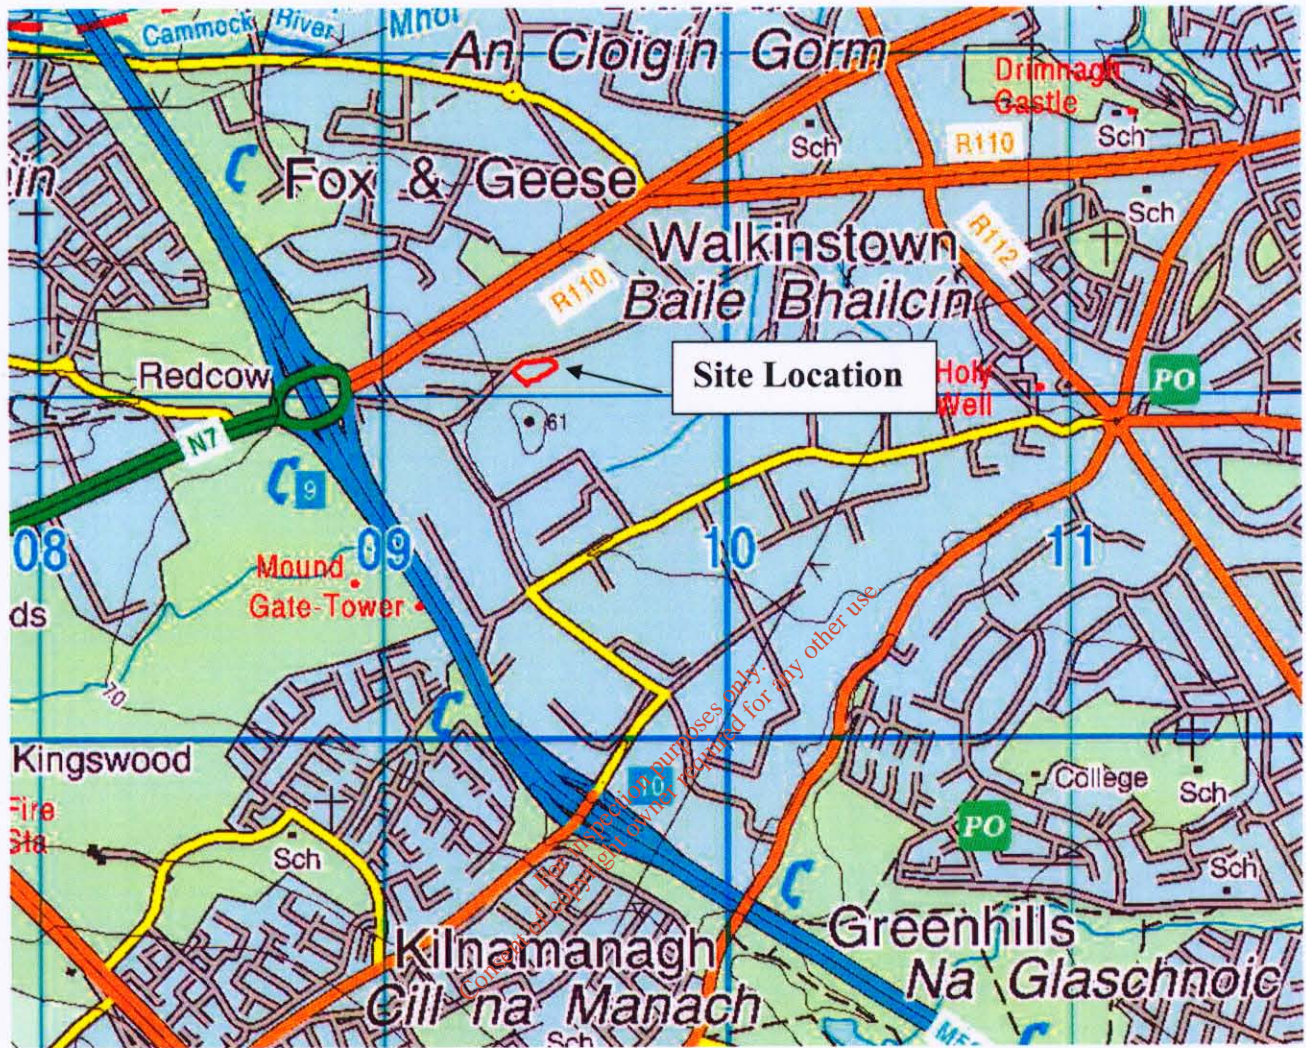 Cammock River
An Cloigín Gorm
Drimnagh
Castle
Sch
Sch
R110
Fox & Geese
Sch
Walkinstown
R112
Baile Bhailcín
R110
Redcow
Site Location
Holy
Well
PO
61
N7
9
08
09
10
11
Mound
Gate-Tower
ds
70
Kingswood
Fire
Sta
10
College
Sch
PO
Sch
Sch
Greenhills
Kilnamanagh
Na Glaschnoic
Cill na Manach
Sch
For inspection purposes only.
Consent of copyright owner required for any other use.